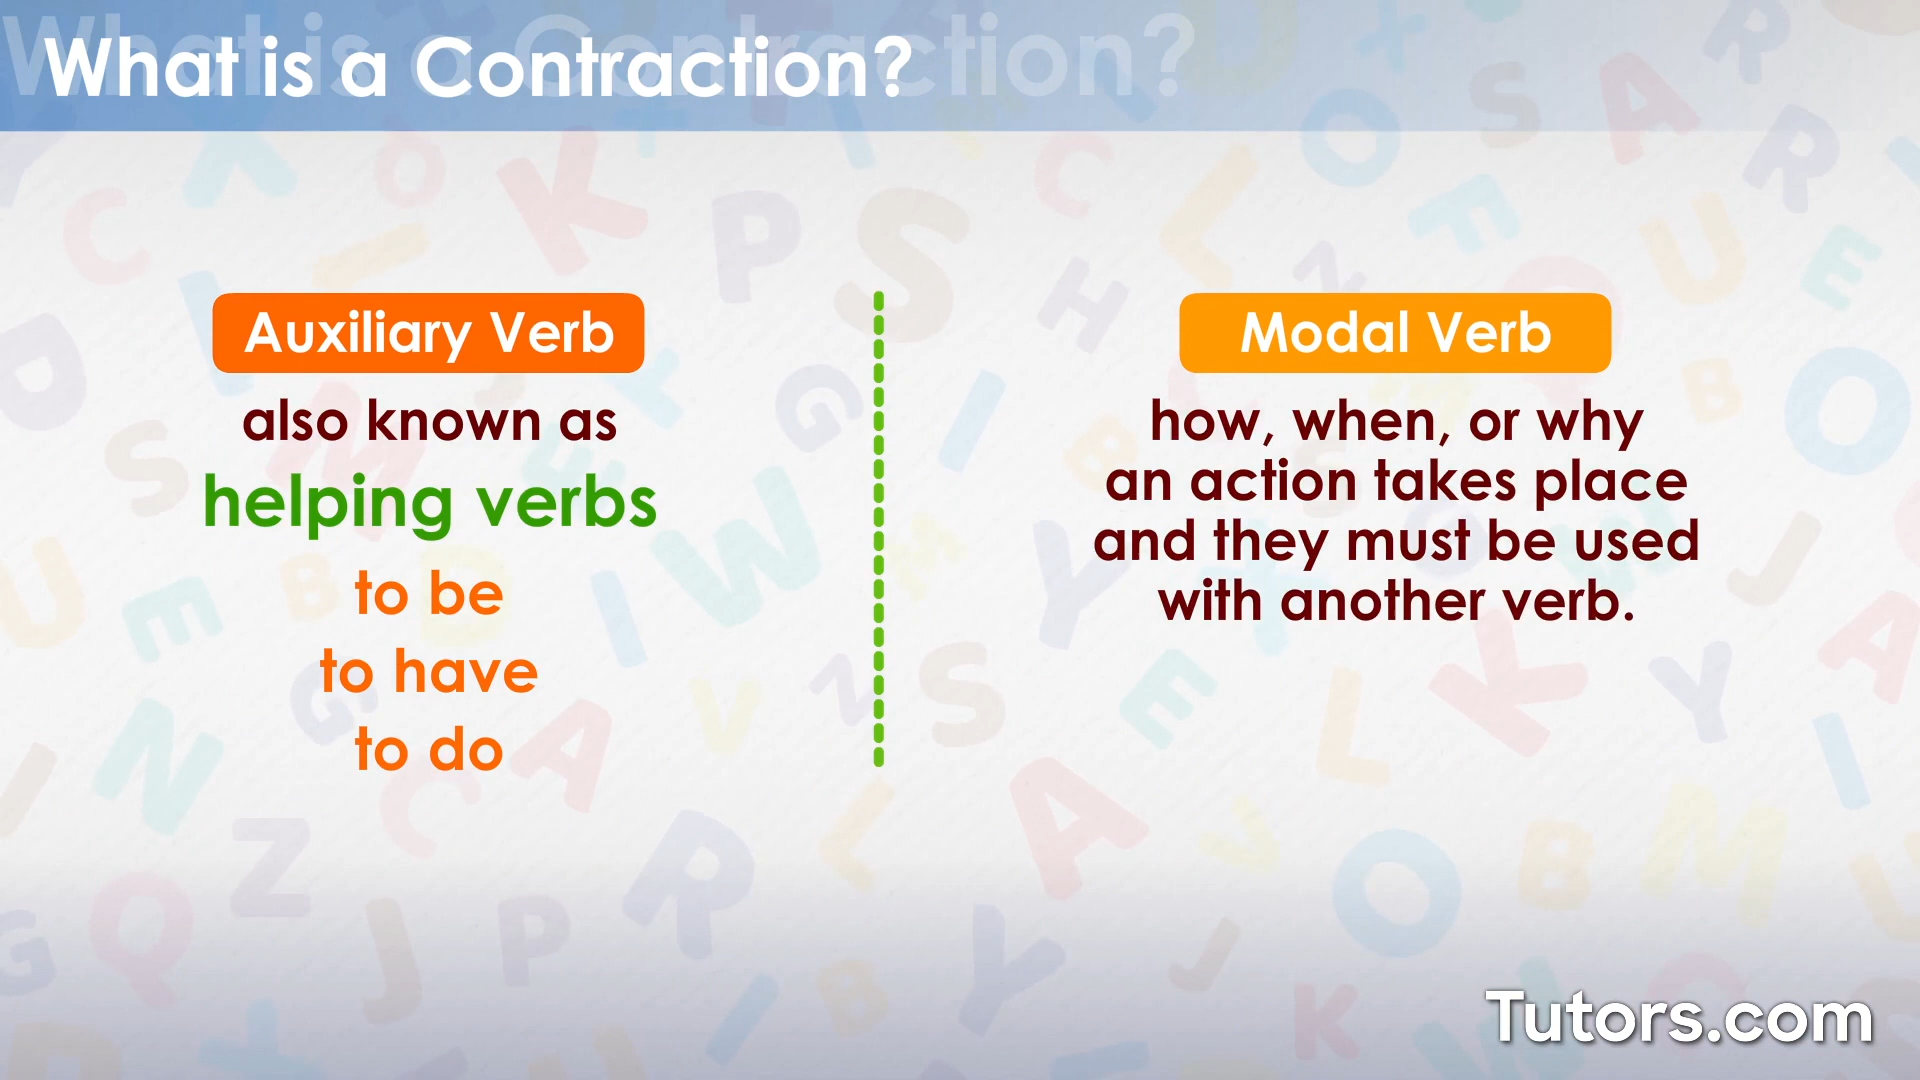 What is a Contraction?
Auxiliary Verb
also known as
helping verbs
to be
to have
to do
Modal Verb
how, when, or why
an action takes place
and they must be used
with another verb.
Tutors.com